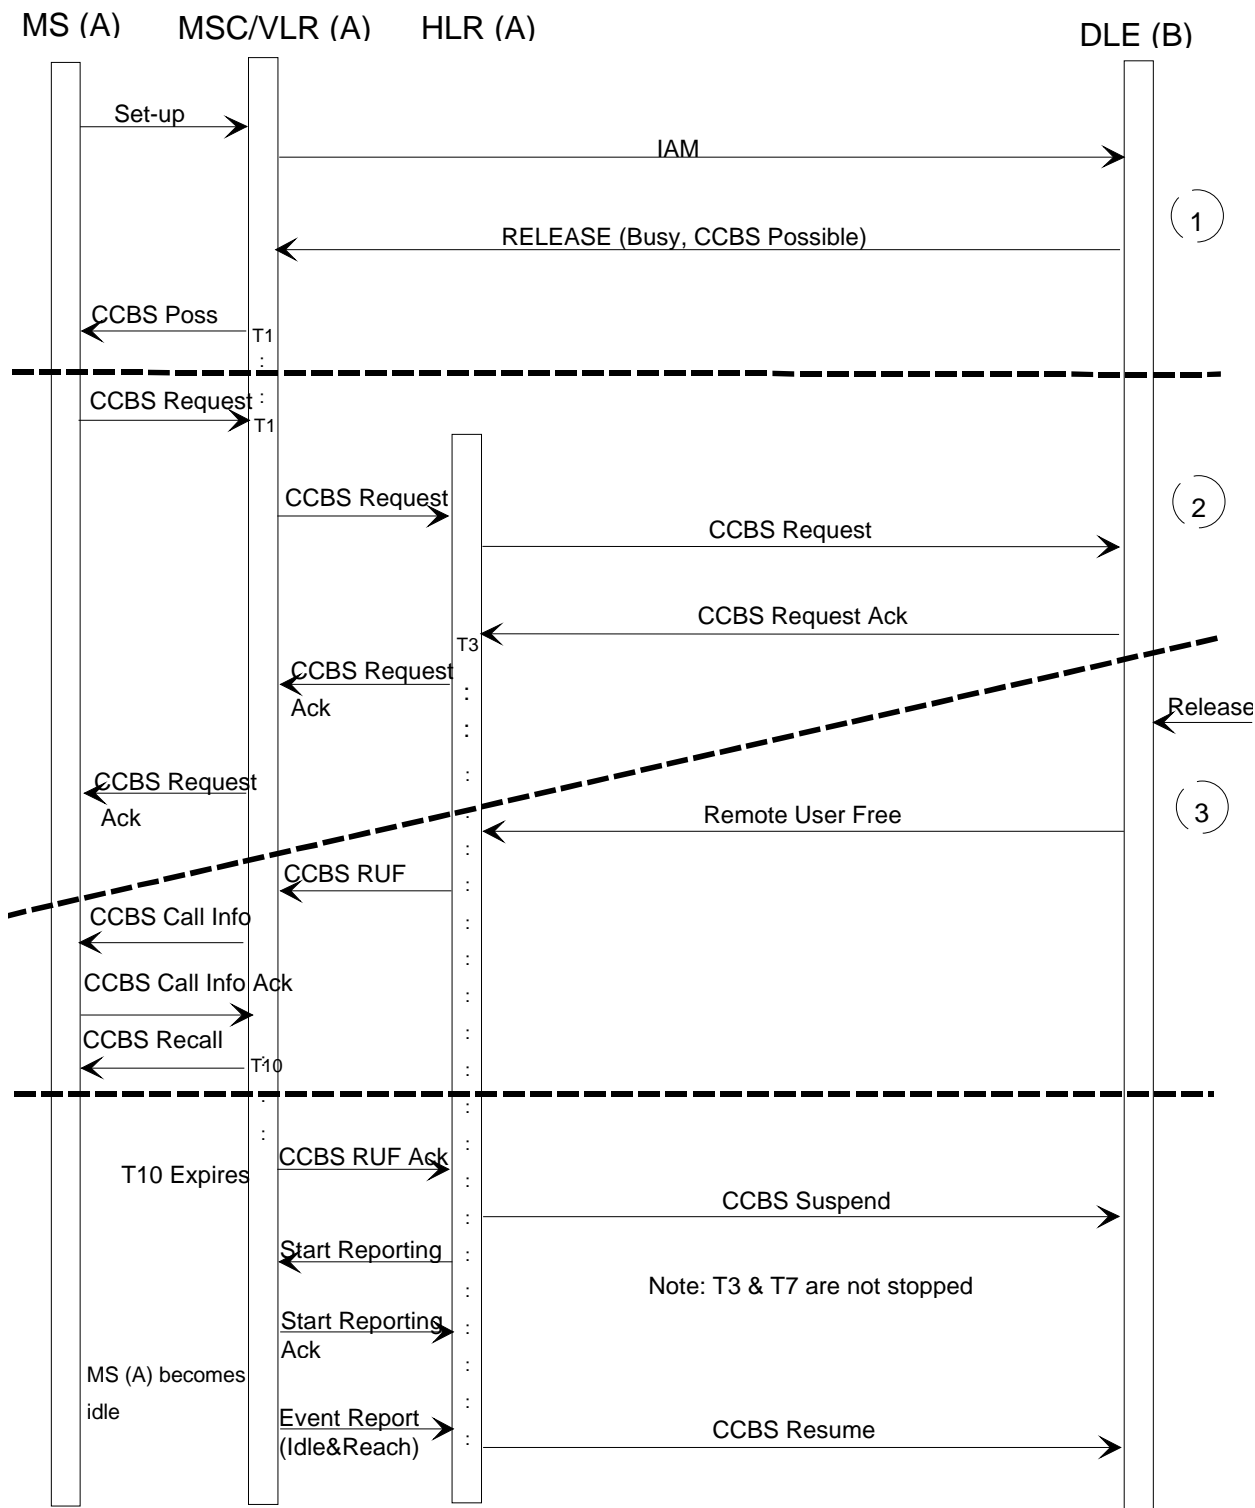 MS (A)
MSC/VLR (A)
HLR (A)
DLE (B)
Set-up
IAM
1
RELEASE (Busy, CCBS Possible)
CCBS Poss
T1
:
CCBS Request
:
T1
CCBS Request
2
CCBS Request
CCBS Request Ack
T3
CCBS Request
Ack
Release
CCBS Request
Ack
3
Remote User Free
CCBS RUF
CCBS Call Info
CCBS Call Info Ack
CCBS Recall
T10
T10 Expires
CCBS RUF Ack
CCBS Suspend
Start Reporting
Note: T3 & T7 are not stopped
Start Reporting
Ack
MS (A) becomes
idle
Event Report
(Idle&Reach)
CCBS Resume